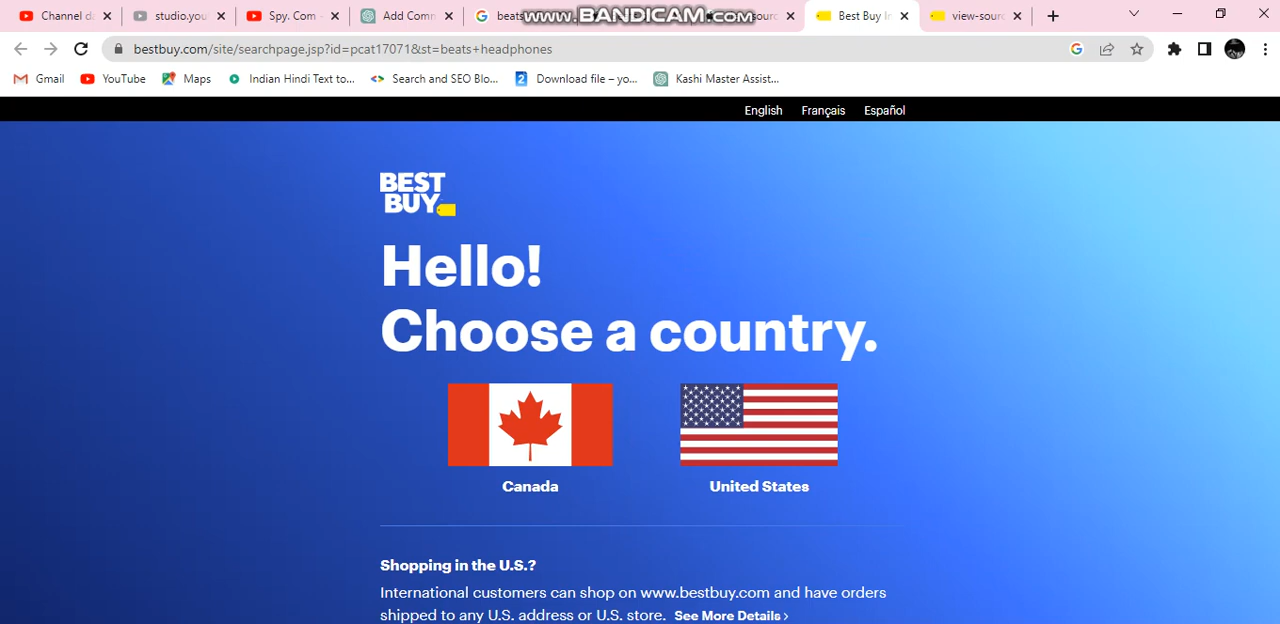 Channel da
studio.you
Spy. Com -
Add Comm
beats
www.BANDICAM.com
sourc
Best Buy In
view-sourc
bestbuy.com/site/searchpage.jsp?id=pcat17071&st=beats+headphones
Gmail
YouTube
Maps
Indian Hindi Text to...
Search and SEO Blo...
Download file – yo...
Kashi Master Assist...
English Français Español
BEST
BUY
Hello!
Choose a country.
Canada
United States
Shopping in the U.S.?
International customers can shop on www.bestbuy.com and have orders
shipped to any U.S. address or U.S. store. See More Details >